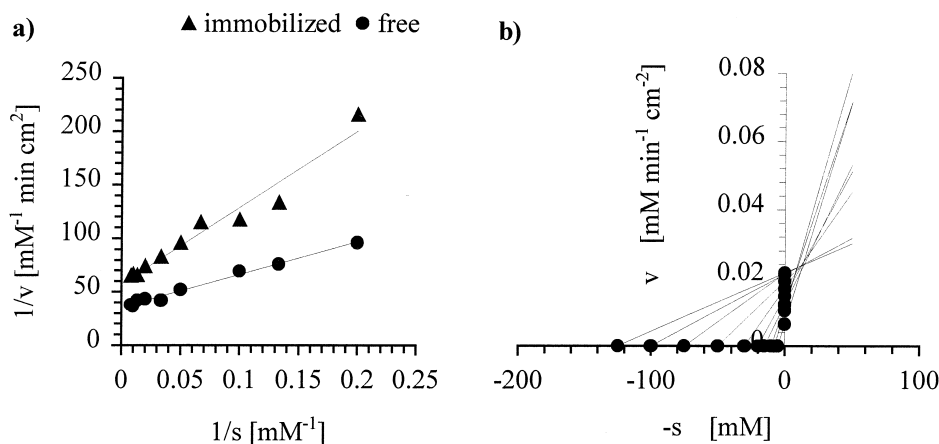 a) ▲ immobilized ● free
250
200
150
100
50
0
1/v [mM⁻¹ min cm²]
0 0.05 0.1 0.15 0.2 0.25
1/s [mM⁻¹]
b)
0.08
0.06
0.04
0.02
0
v [mM min⁻¹ cm⁻²]
-200 -100 0 100
-s [mM]